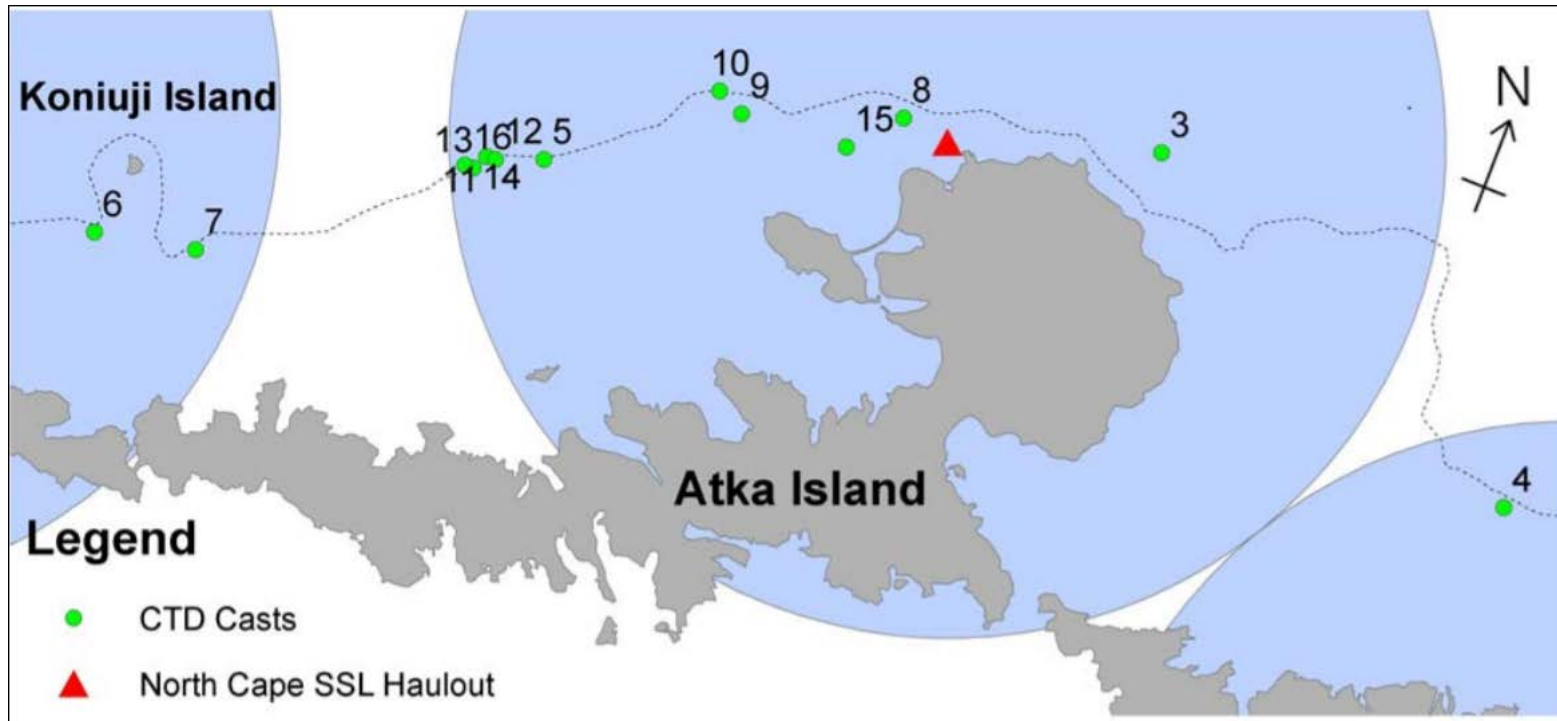 Koniuji Island
10
9
8
15
3
N
13 16 12 5
11 14
6
7
Atka Island
4
Legend
CTD Casts
North Cape SSL Haulout